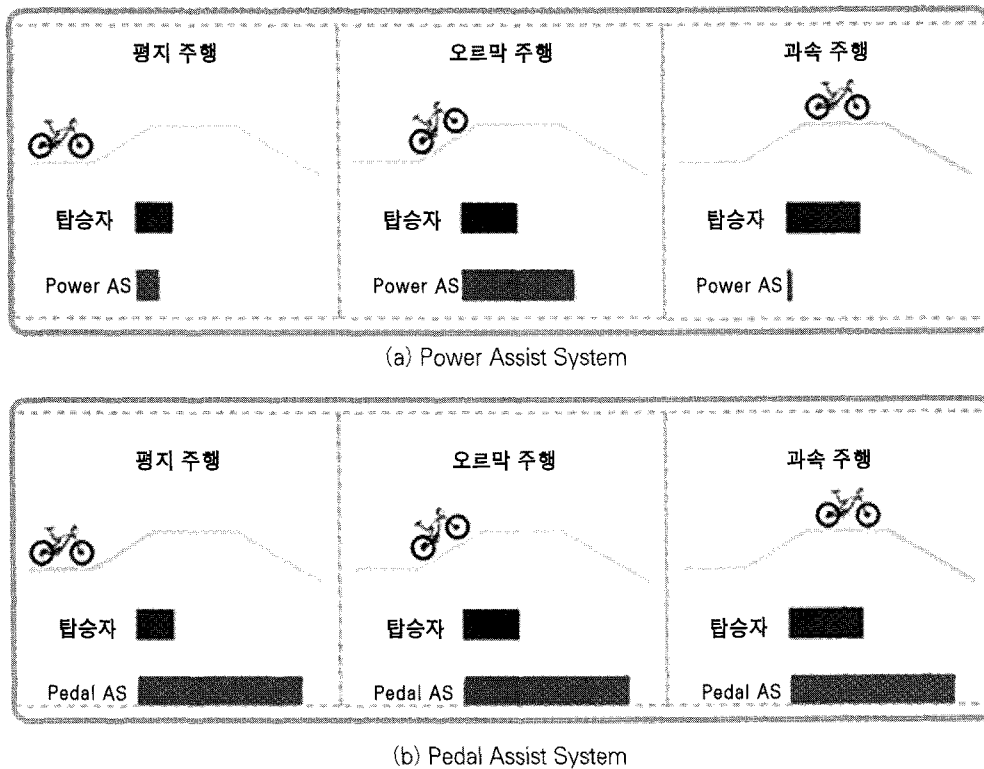 평지 주행 오르막 주행 과속 주행
탑승자 탑승자 탑승자
Power AS Power AS Power AS
(a) Power Assist System
평지 주행 오르막 주행 과속 주행
탑승자 탑승자 탑승자
Pedal AS Pedal AS Pedal AS
(b) Pedal Assist System